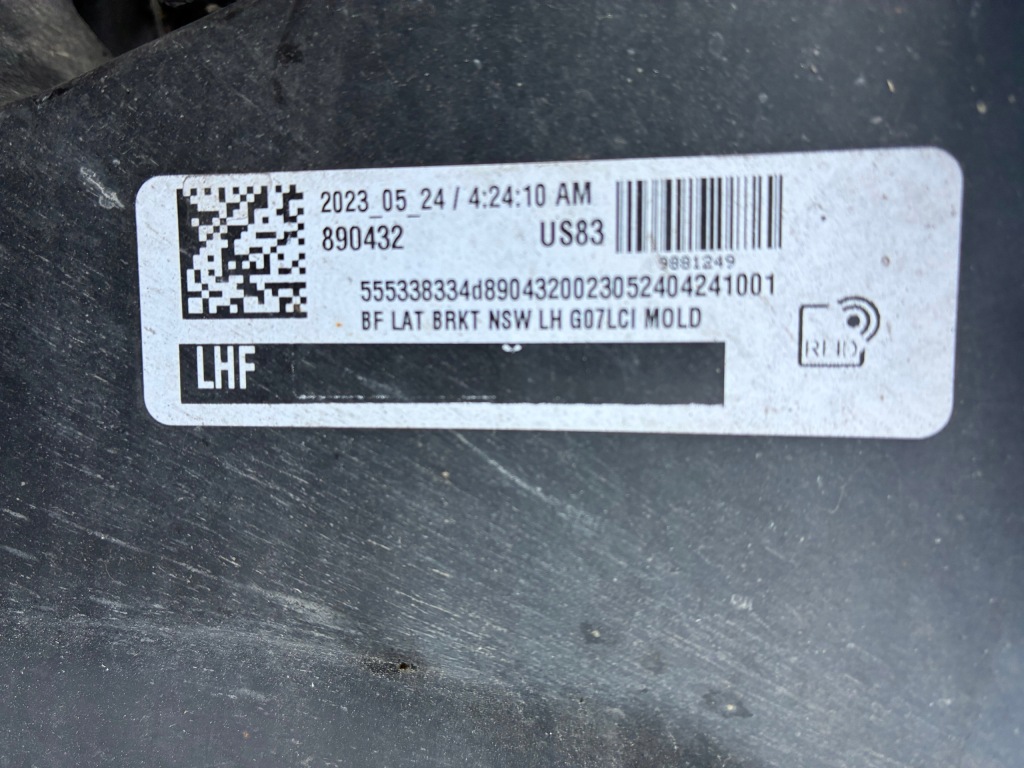 2023_05_24 / 4:24:10 AM
890432 US83
9881249
555338334d8904320023052404241001
BF LAT BRKT NSW LH G07LCI MOLD
RFID
LHF